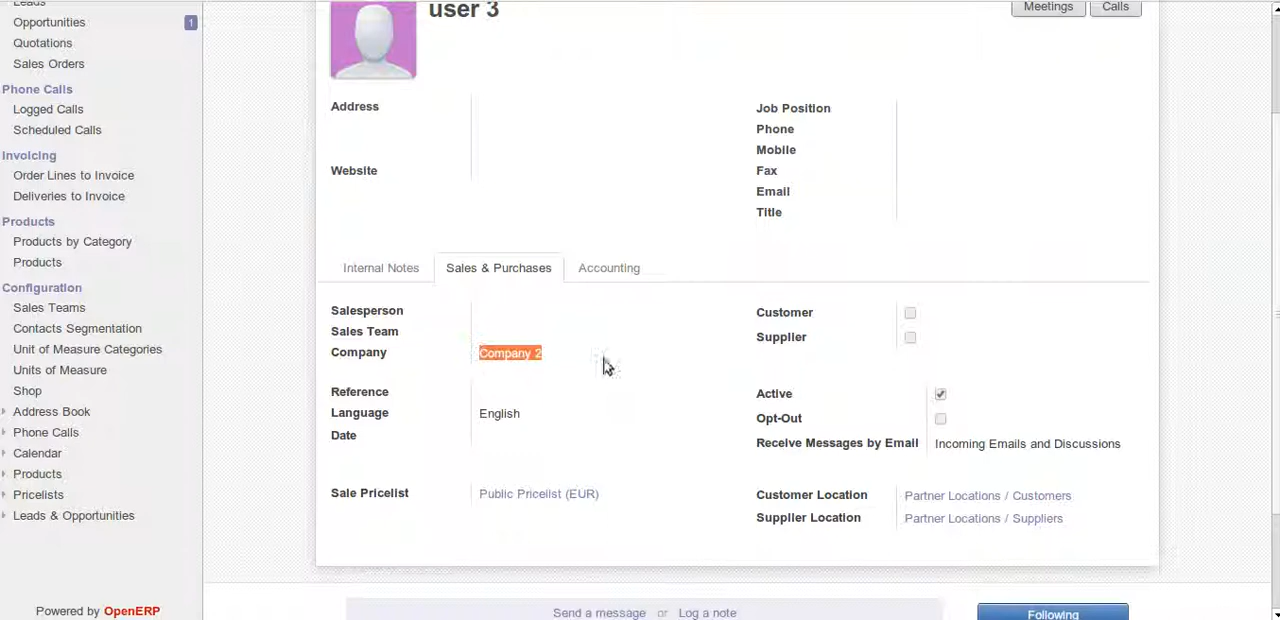 Leads
Opportunities 1
Quotations
Sales Orders
Phone Calls
Logged Calls
Scheduled Calls
Invoicing
Order Lines to Invoice
Deliveries to Invoice
Products
Products by Category
Products
Configuration
Sales Teams
Contacts Segmentation
Unit of Measure Categories
Units of Measure
Shop
Address Book
Phone Calls
Calendar
Products
Pricelists
Leads & Opportunities
Powered by OpenERP
user 3
Meetings Calls
Address
Website
Job Position
Phone
Mobile
Fax
Email
Title
Internal Notes Sales & Purchases Accounting
Salesperson
Sales Team
Company Company 2
Reference
Language English
Date
Sale Pricelist Public Pricelist (EUR)
Customer
Supplier
Active
Opt-Out
Receive Messages by Email Incoming Emails and Discussions
Customer Location Partner Locations / Customers
Supplier Location Partner Locations / Suppliers
Send a message or Log a note
Following